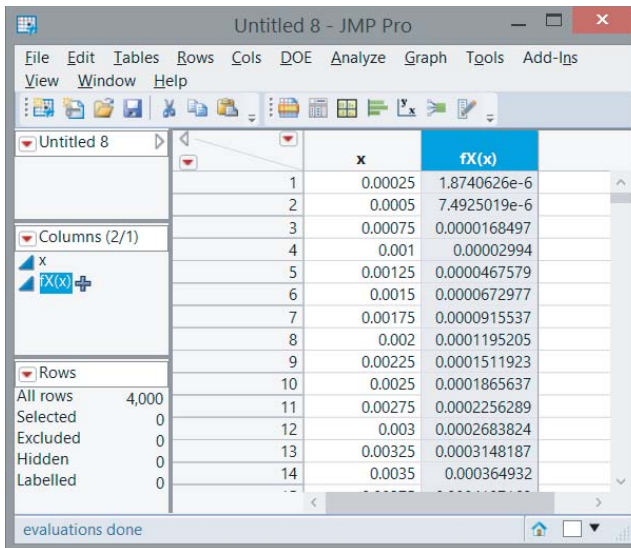 Untitled 8 - JMP Pro
File Edit Tables Rows Cols DOE Analyze Graph Tools Add-Ins
View Window Help
Untitled 8
Columns (2/1)
x
fX(x)
Rows
All rows 4,000
Selected 0
Excluded 0
Hidden 0
Labelled 0
x fX(x)
1 0.00025 1.8740626e-6
2 0.0005 7.4925019e-6
3 0.00075 0.0000168497
4 0.001 0.00002994
5 0.00125 0.0000467579
6 0.0015 0.0000672977
7 0.00175 0.0000915537
8 0.002 0.0001195205
9 0.00225 0.0001511923
10 0.0025 0.0001865637
11 0.00275 0.0002256289
12 0.003 0.0002683824
13 0.00325 0.0003148187
14 0.0035 0.000364932
evaluations done